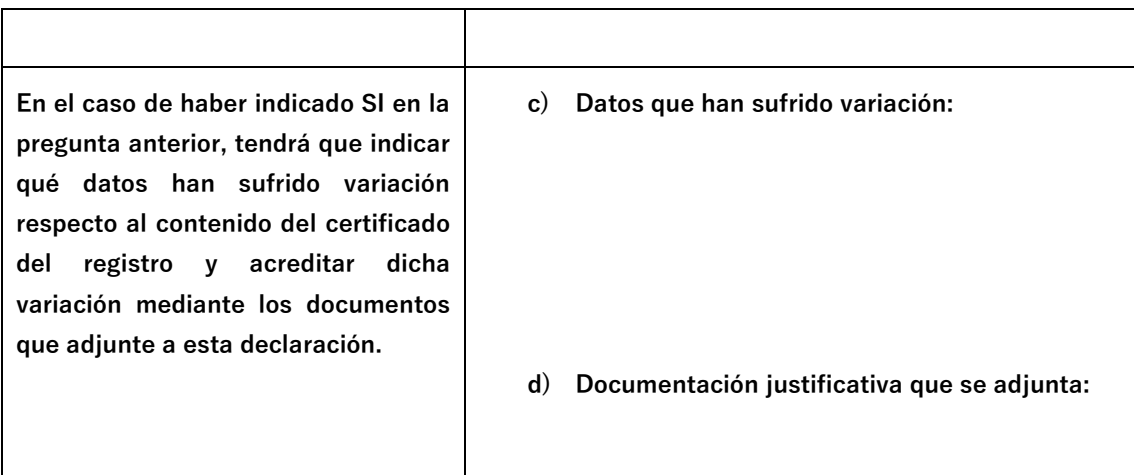 En el caso de haber indicado SI en la
pregunta anterior, tendrá que indicar
qué datos han sufrido variación
respecto al contenido del certificado
del registro y acreditar dicha
variación mediante los documentos
que adjunte a esta declaración.
c) Datos que han sufrido variación:
d) Documentación justificativa que se adjunta: